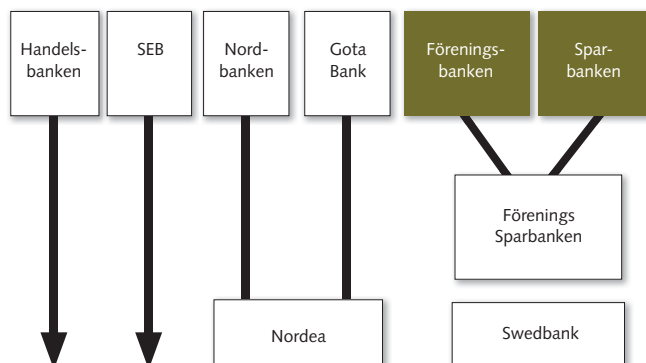 Handels-
banken
SEB
Nord-
banken
Gota
Bank
Förenings-
banken
Spar-
banken
Förenings
Sparbanken
Nordea
Swedbank